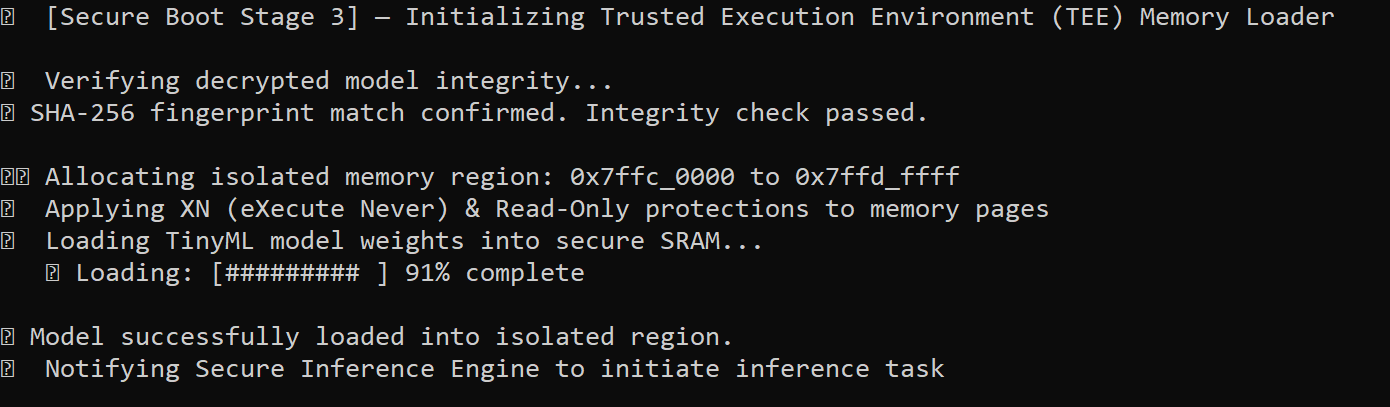 [Secure Boot Stage 3] — Initializing Trusted Execution Environment (TEE) Memory Loader
Verifying decrypted model integrity...
SHA-256 fingerprint match confirmed. Integrity check passed.
Allocating isolated memory region: 0x7ffc_0000 to 0x7ffd_ffff
Applying XN (eXecute Never) & Read-Only protections to memory pages
Loading TinyML model weights into secure SRAM...
Loading: [######### ] 91% complete
Model successfully loaded into isolated region.
Notifying Secure Inference Engine to initiate inference task